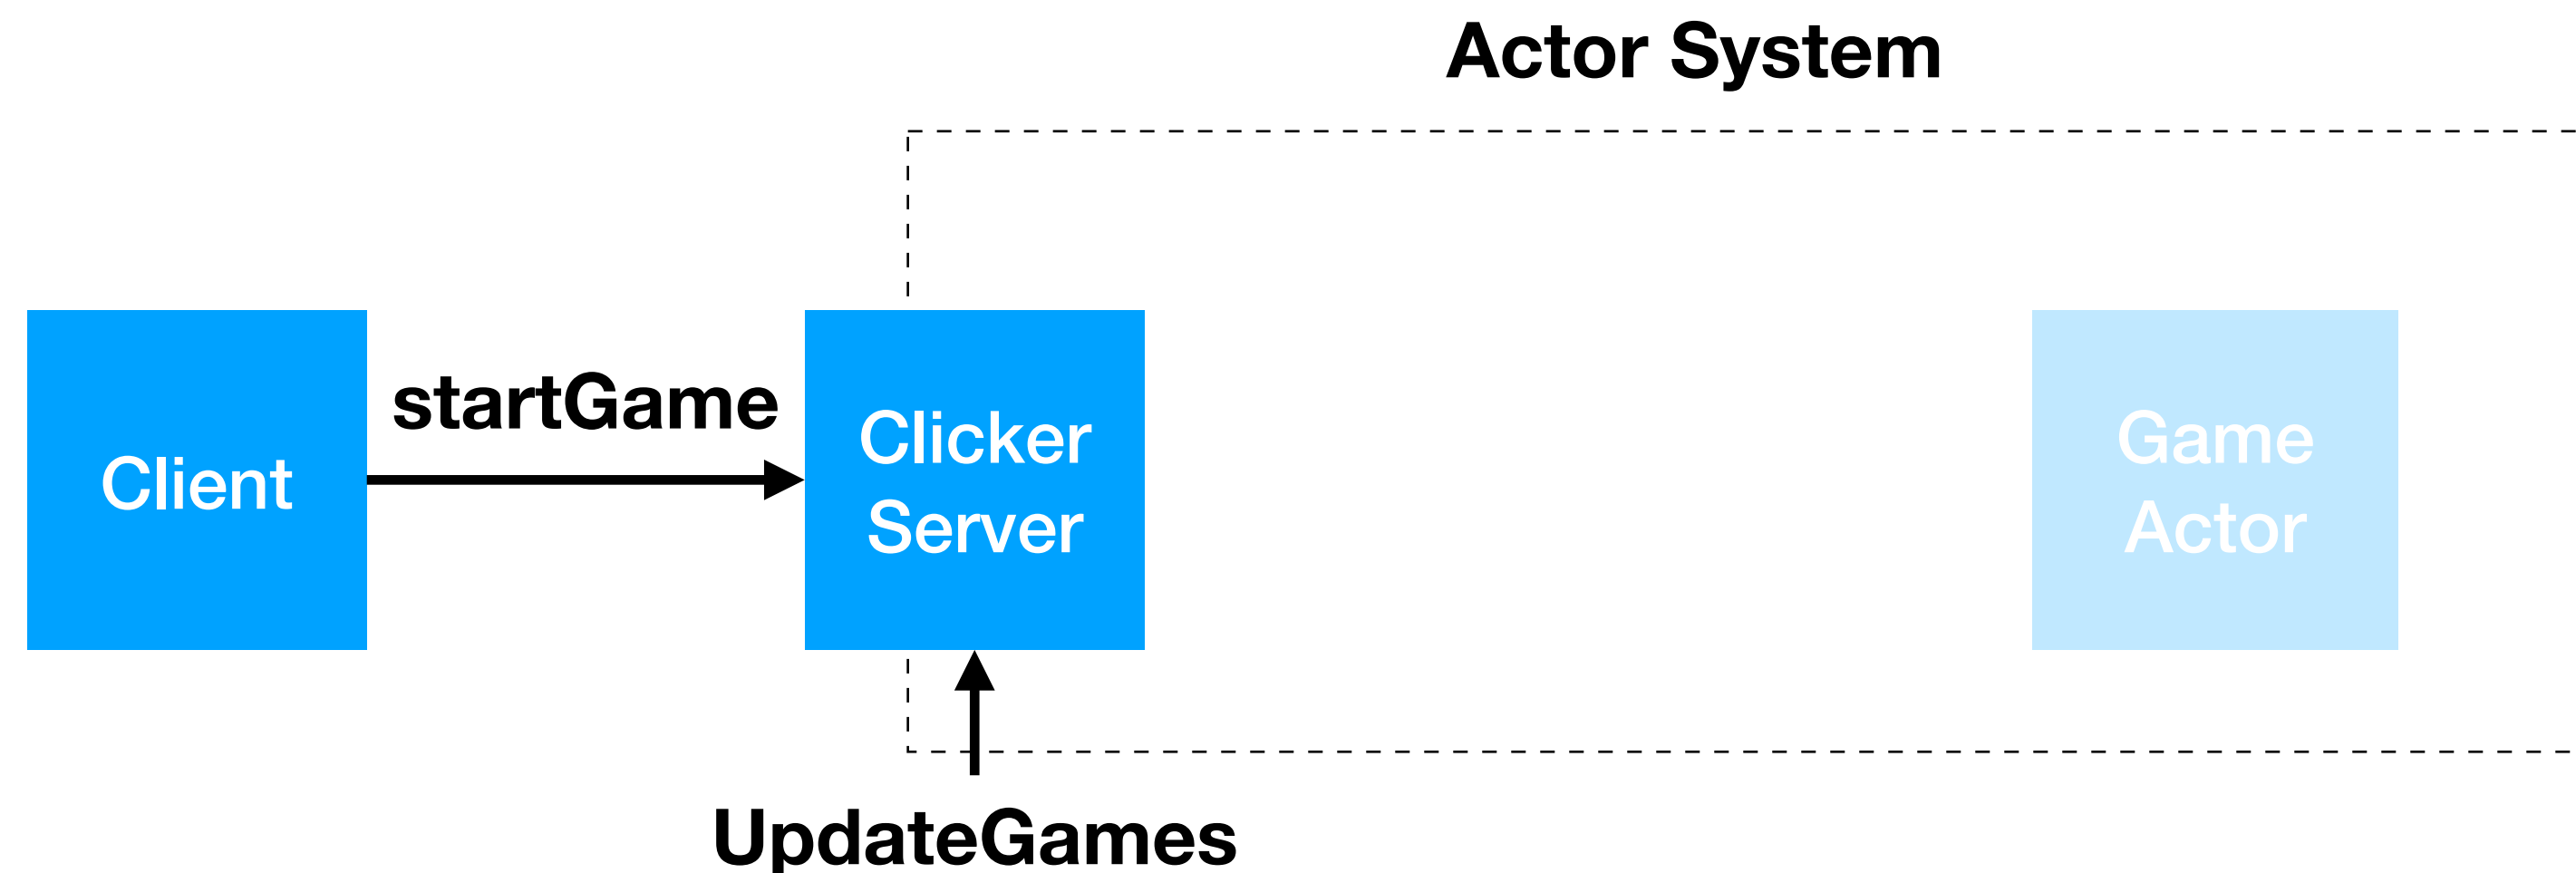 Actor System
startGame
Client
Clicker
Server
Game
Actor
UpdateGames